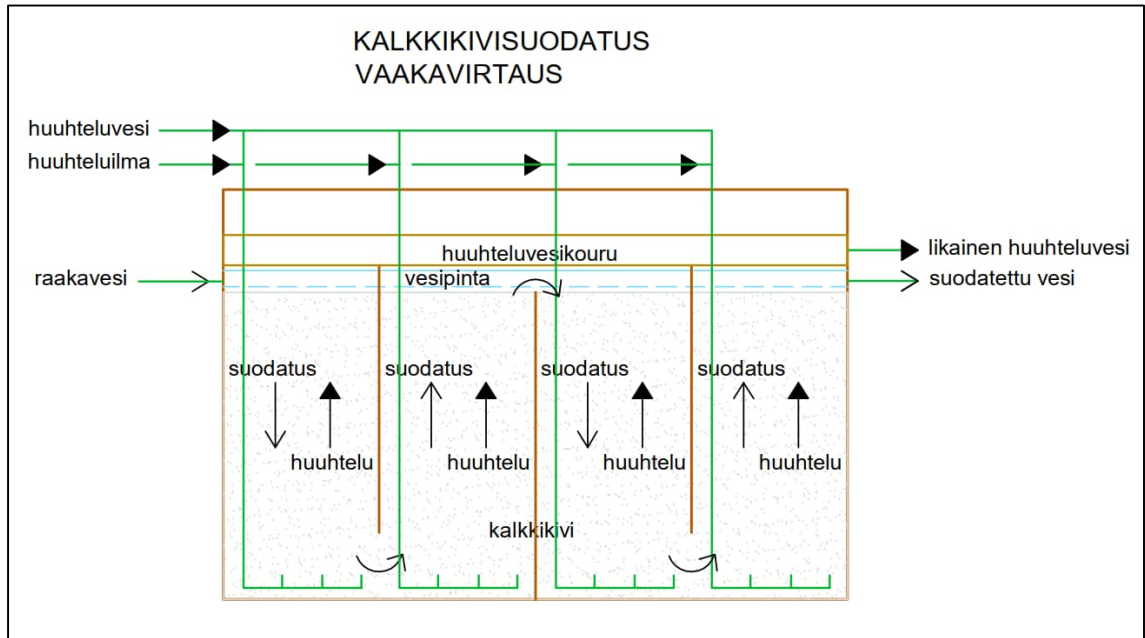 KALKKIKIVISUODATUS
VAAKAVIRTAUS
huuhteluvesi
huuhteluilma
huuhteluvesikouru
likainen huuhteluvesi
raakavesi
vesipinta
suodatettu vesi
suodatus
suodatus
suodatus
suodatus
huuhtelu
huuhtelu
huuhtelu
huuhtelu
kalkkikivi